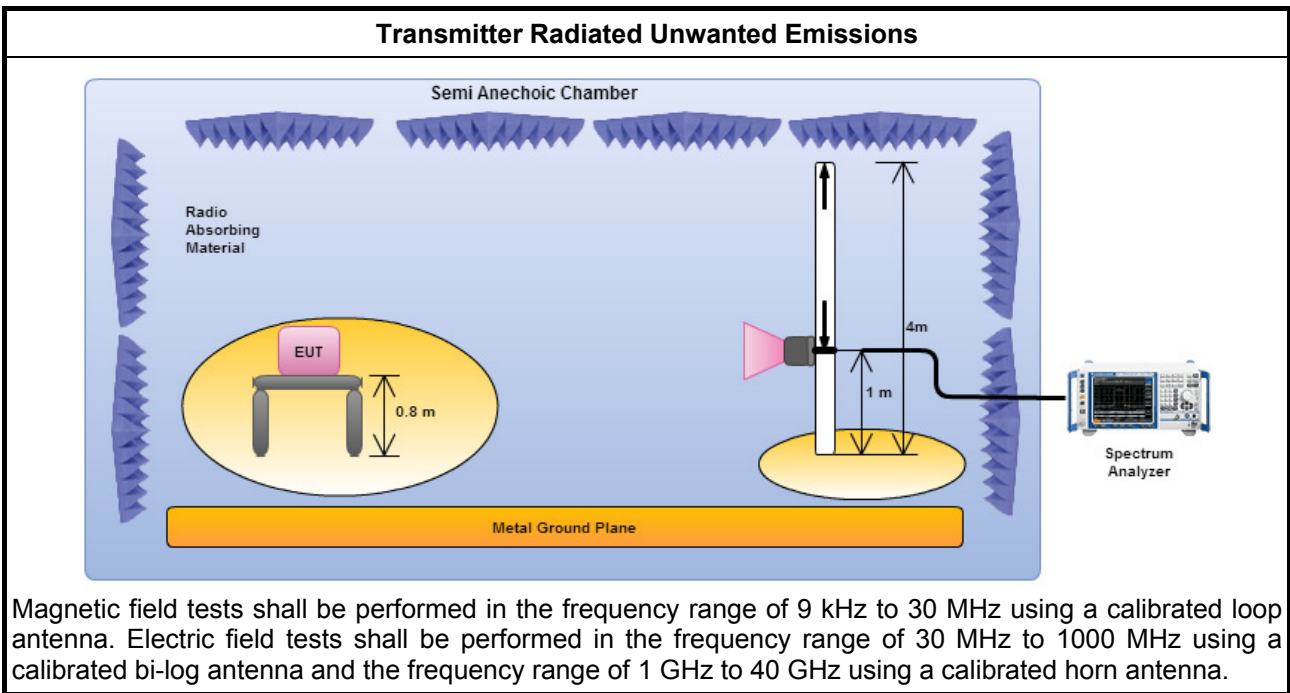 Transmitter Radiated Unwanted Emissions
Semi Anechoic Chamber
Radio
Absorbing
Material
EUT
0.8 m
4m
1 m
Spectrum
Analyzer
Metal Ground Plane
Magnetic field tests shall be performed in the frequency range of 9 kHz to 30 MHz using a calibrated loop
antenna. Electric field tests shall be performed in the frequency range of 30 MHz to 1000 MHz using a
calibrated bi-log antenna and the frequency range of 1 GHz to 40 GHz using a calibrated horn antenna.